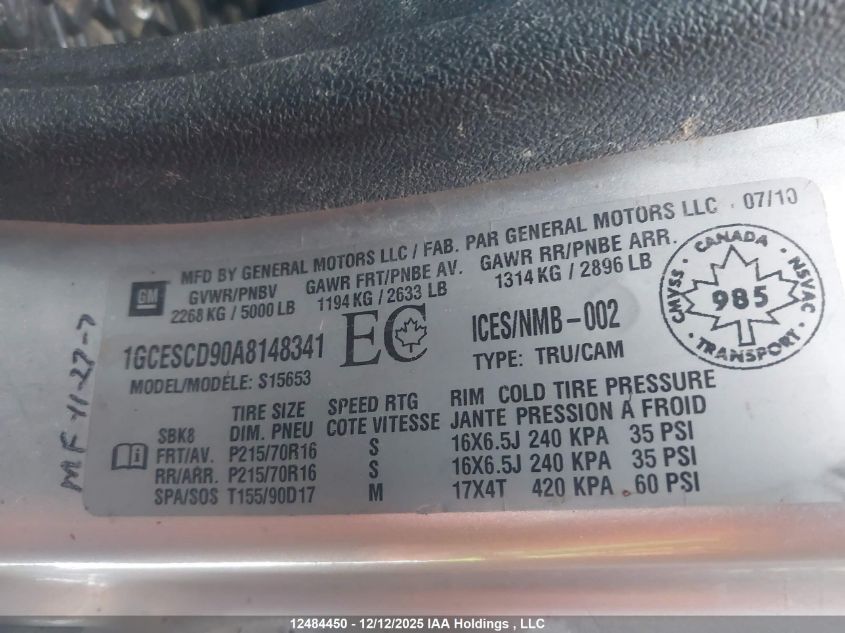 MFD BY GENERAL MOTORS LLC / FAB. PAR GENERAL MOTORS LLC 07/10
GM
GVWR/PNBV GAWR FRT/PNBE AV. GAWR RR/PNBE ARR.
2268 KG / 5000 LB 1194 KG / 2633 LB 1314 KG / 2896 LB
1GCESCD90A8148341 EC ICES/NMB-002
MODEL/MODÈLE: S15653 TYPE: TRU/CAM
CANADA
CMVSS 985 NSVAC
TRANSPORT
TIRE SIZE SPEED RTG RIM COLD TIRE PRESSURE
SBK8 DIM. PNEU COTE VITESSE JANTE PRESSION À FROID
FRT/AV. P215/70R16 S 16X6.5J 240 KPA 35 PSI
RR/ARR. P215/70R16 S 16X6.5J 240 KPA 35 PSI
SPA/SOS T155/90D17 M 17X4T 420 KPA 60 PSI
12484450 - 12/12/2025 IAA Holdings , LLC